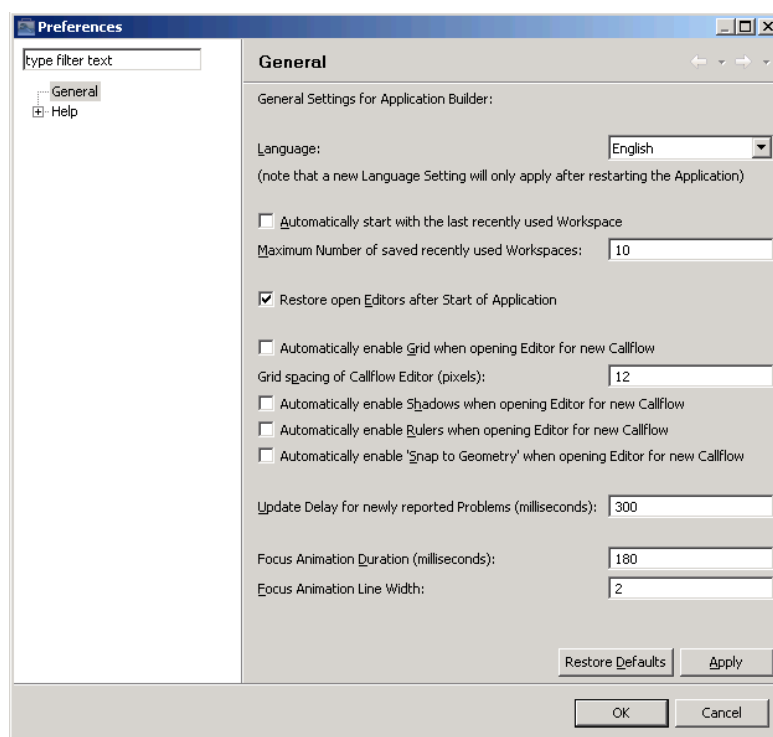 Preferences
type filter text
General
Help
General
General Settings for Application Builder:
Language:
English
(note that a new Language Setting will only apply after restarting the Application)
Automatically start with the last recently used Workspace
Maximum Number of saved recently used Workspaces:
10
Restore open Editors after Start of Application
Automatically enable Grid when opening Editor for new Callflow
Grid spacing of Callflow Editor (pixels):
12
Automatically enable Shadows when opening Editor for new Callflow
Automatically enable Rulers when opening Editor for new Callflow
Automatically enable 'Snap to Geometry' when opening Editor for new Callflow
Update Delay for newly reported Problems (milliseconds):
300
Focus Animation Duration (milliseconds):
180
Focus Animation Line Width:
2
Restore Defaults
Apply
OK
Cancel